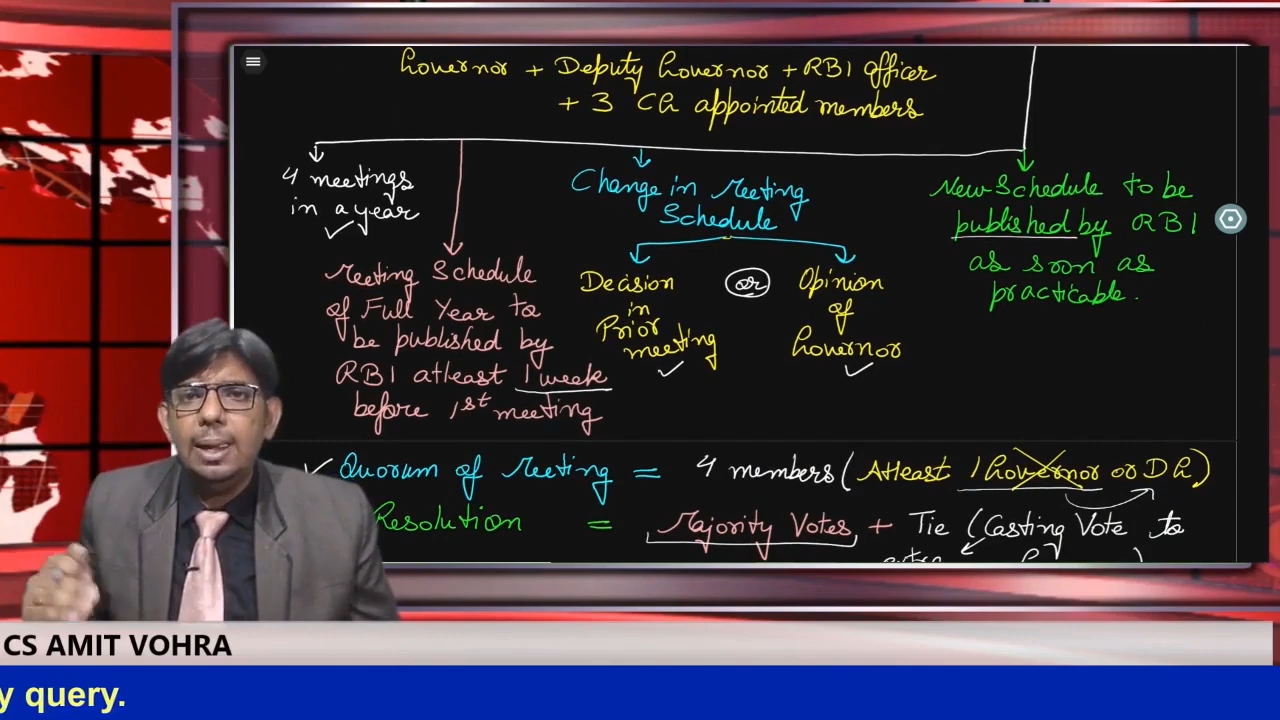 Governor + Deputy Governor + RBI officer
+ 3 CG appointed members
4 meetings
in a year
Meeting Schedule
of Full Year to
be published by
RBI atleast 1 week
before 1st meeting
Change in Meeting
Schedule
Decision
in
Prior
meeting
or
Opinion
of
Governor
New Schedule to be
published by RBI
as soon as
practicable.
Quorum of Meeting = 4 members (Atleast 1 Governor or DG)
Resolution = Majority Votes + Tie (Casting Vote to
CS AMIT VOHRA
y query.